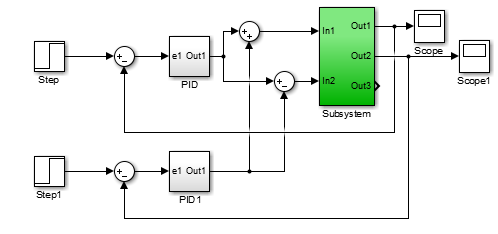 In1
Out1
Scope
Step
e1 Out1
PID
In2
Out2
Out3
Scope1
Subsystem
Step1
e1 Out1
PID1